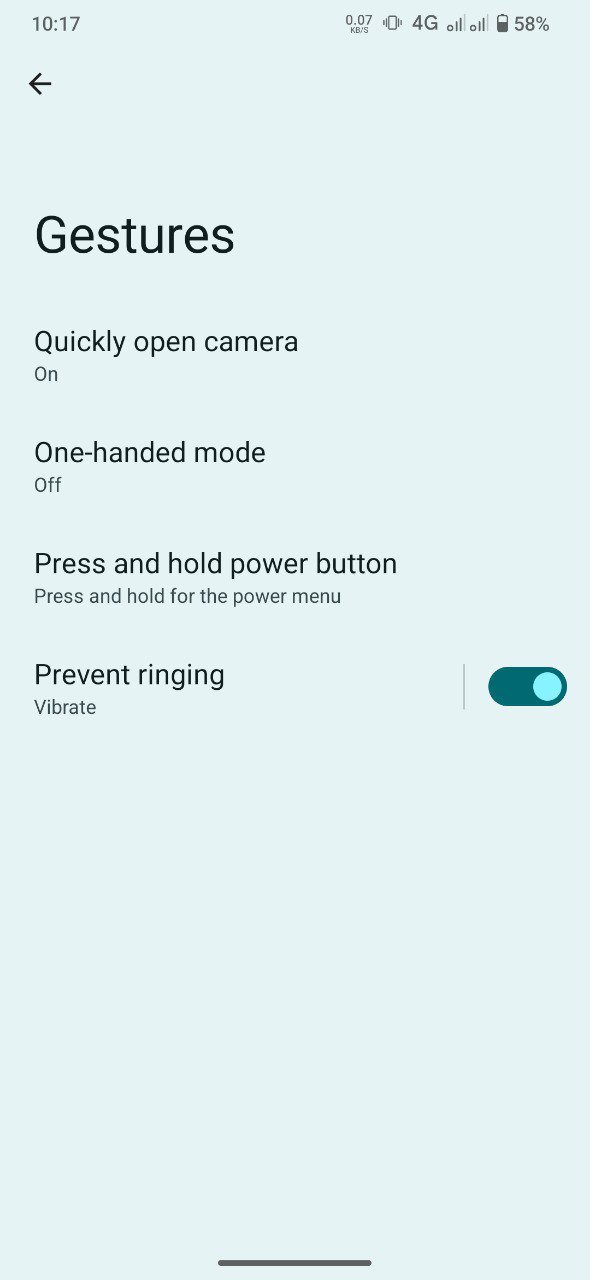 10:17
0.07 KB/S 4G 58%
Gestures
Quickly open camera
On
One-handed mode
Off
Press and hold power button
Press and hold for the power menu
Prevent ringing
Vibrate